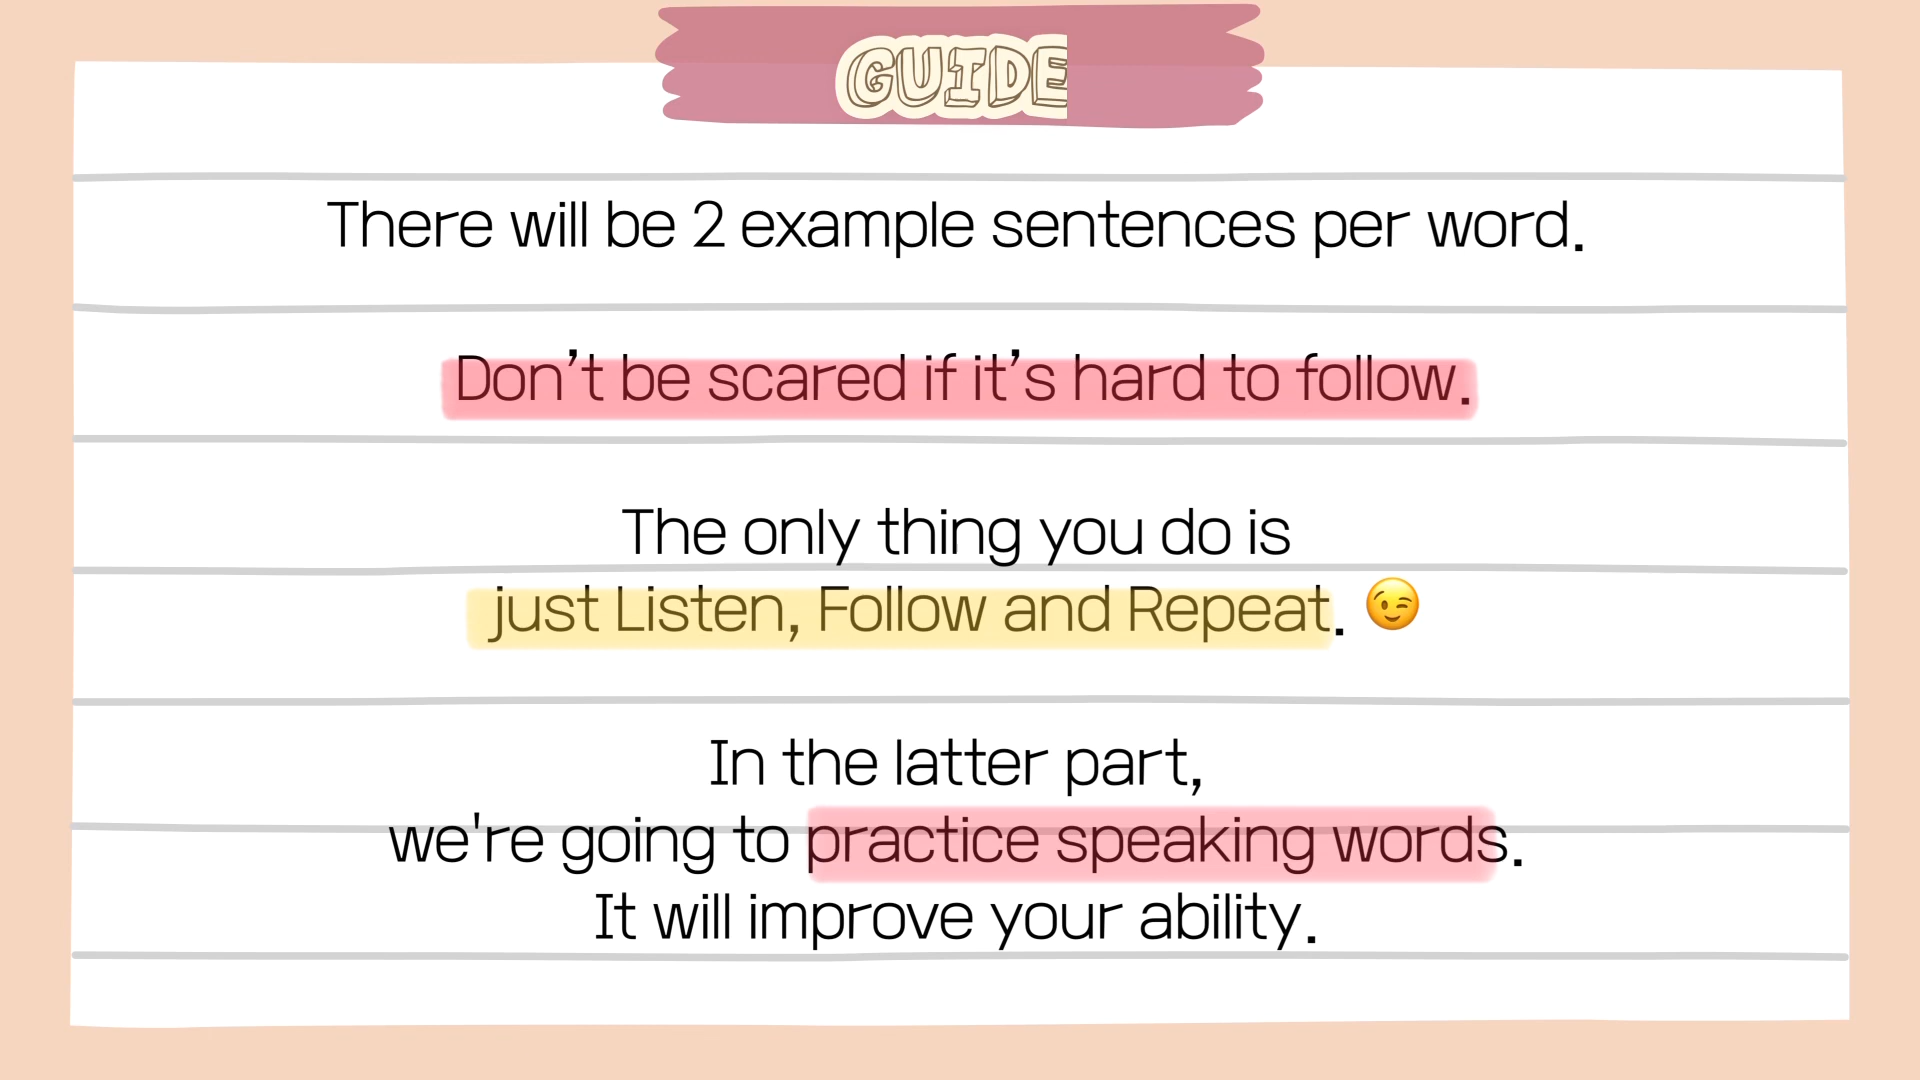 GUIDE
There will be 2 example sentences per word.
Don’t be scared if it’s hard to follow.
The only thing you do is
just Listen, Follow and Repeat. 😉
In the latter part,
we're going to practice speaking words.
It will improve your ability.